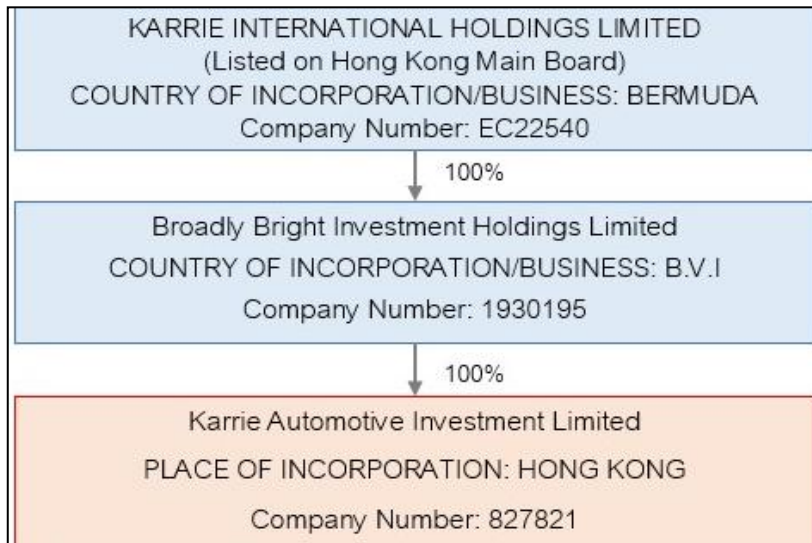 KARRIE INTERNATIONAL HOLDINGS LIMITED
(Listed on Hong Kong Main Board)
COUNTRY OF INCORPORATION/BUSINESS: BERMUDA
Company Number: EC22540
100%
Broadly Bright Investment Holdings Limited
COUNTRY OF INCORPORATION/BUSINESS: B.V.I
Company Number: 1930195
100%
Karrie Automotive Investment Limited
PLACE OF INCORPORATION: HONG KONG
Company Number: 827821